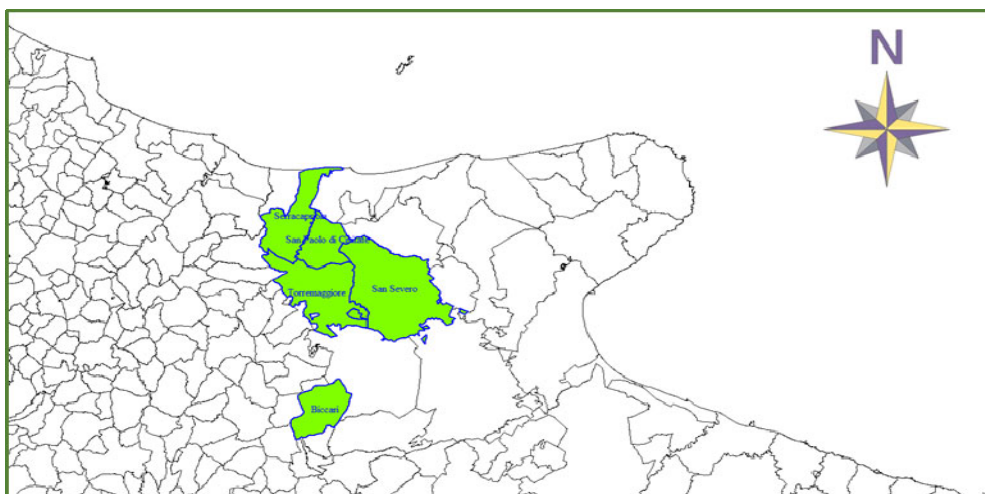 N
Serracapriola
San Paolo di Civitate
Torremaggiore
San Severo
Biccari